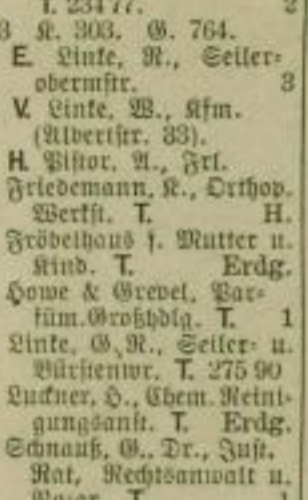 T. 23477. 2
3 K. 303. G. 764.
E. Linke, R., Seiler-
obermstr. 3
V. Linke, W., Kfm.
(Albertstr. 33).
H. Pistor, A., Frl.
Friedemann, K., Orthop.
Werkst. T. H.
Fröbelhaus f. Mutter u.
Kind. T. Erdg.
Howe & Grevel, Par-
füm.Großhdlg. T. 1
Linke, G. R., Seiler- u.
Bürstenwr. T. 275 90
Luckner, H., Chem. Reini-
gungsanst. T. Erdg.
Schnauß, G., Dr., Just.
Rat, Rechtsanwalt u.
T.